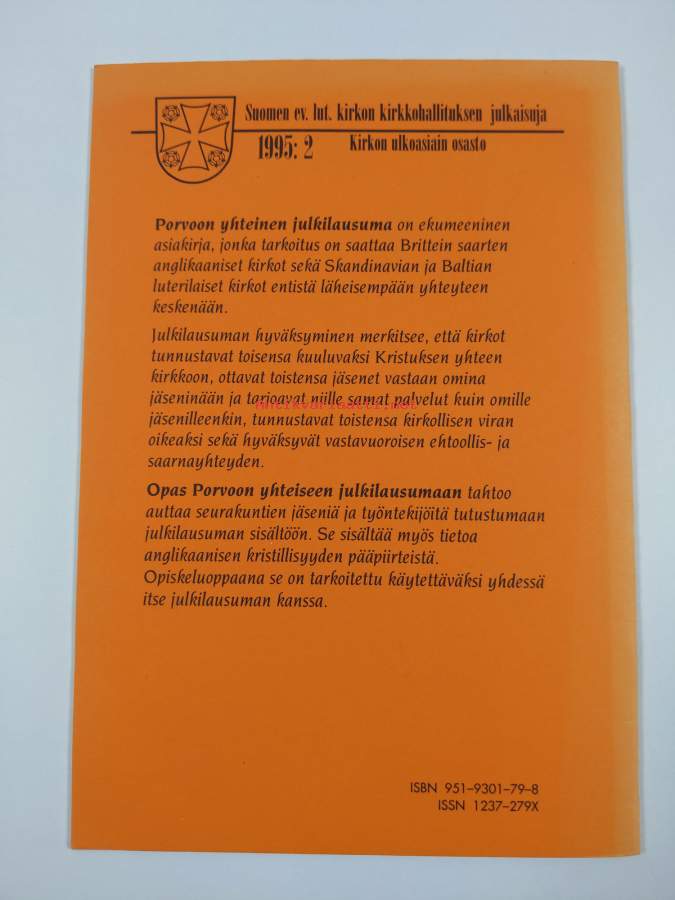 Suomen ev. lut. kirkon kirkkohallituksen julkaisuja
1995: 2 Kirkon ulkoasiain osasto
Porvoon yhteinen julkilausuma on ekumeeninen
asiakirja, jonka tarkoitus on saattaa Brittein saarten
anglikaaniset kirkot sekä Skandinavian ja Baltian
luterilaiset kirkot entistä läheisempään yhteyteen
keskenään.
Julkilausuman hyväksyminen merkitsee, että kirkot
tunnustavat toisensa kuuluvaksi Kristuksen yhteen
kirkkoon, ottavat toistensa jäsenet vastaan omina
jäseninään ja tarjoavat niille samat palvelut kuin omille
Antikvariaatti.net
jäsenilleenkin, tunnustavat toistensa kirkollisen viran
oikeaksi sekä hyväksyvät vastavuoroisen ehtoollis- ja
saarnayhteyden.
Opas Porvoon yhteiseen julkilausumaan tahtoo
auttaa seurakuntien jäseniä ja työntekijöitä tutustumaan
julkilausuman sisältöön. Se sisältää myös tietoa
anglikaanisen kristillisyyden pääpiirteistä.
Opiskeluoppaana se on tarkoitettu käytettäväksi yhdessä
itse julkilausuman kanssa.
ISBN 951-9301-79-8
ISSN 1237-279X